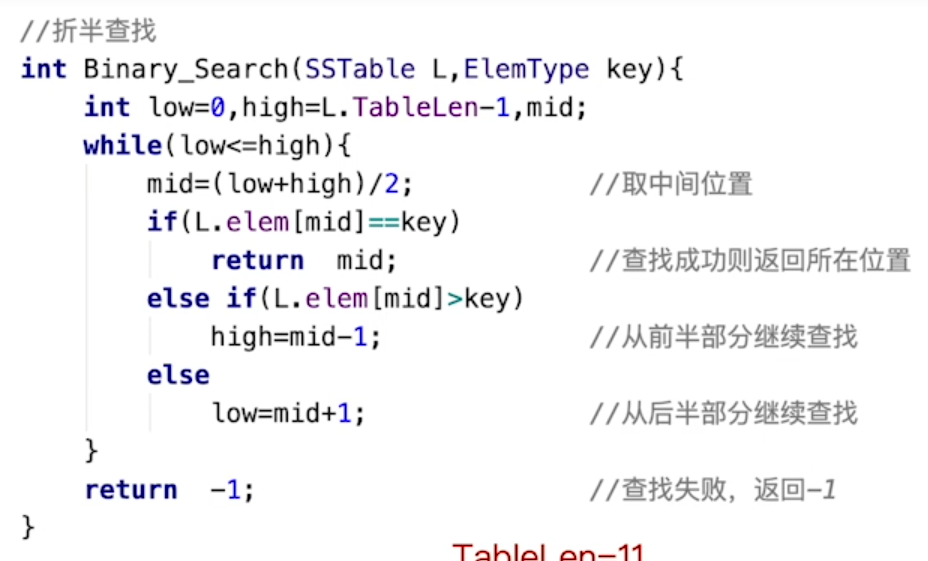 //折半查找
int Binary_Search(SSTable L,ElemType key){
    int low=0,high=L.TableLen-1,mid;
    while(low<=high){
        mid=(low+high)/2;            //取中间位置
        if(L.elem[mid]==key)
            return  mid;             //查找成功则返回所在位置
        else if(L.elem[mid]>key)
            high=mid-1;              //从前半部分继续查找
        else
            low=mid+1;               //从后半部分继续查找
    }
    return  -1;                      //查找失败，返回-1
}
TableLen=11